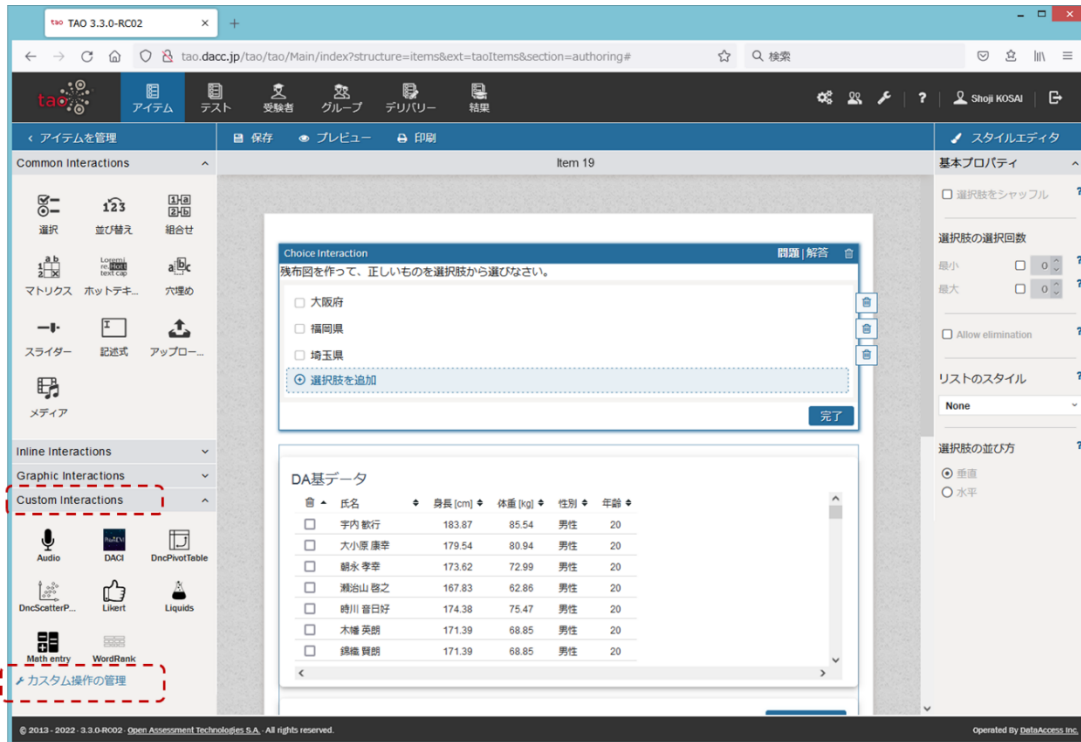 tao TAO 3.3.0-RC02
tao.dacc.jp/tao/tao/Main/index?structure=items&ext=taoItems&section=authoring#
検索
tao
アイテム
テスト
受験者
グループ
デリバリー
結果
?
Shoji KOSAI
アイテムを管理
保存
プレビュー
印刷
スタイルエディタ
Common Interactions
Item 19
基本プロパティ
選択 並び替え 組合せ
マトリクス ホットテキ... 穴埋め
スライダー 記述式 アップロー...
メディア
Inline Interactions
Graphic Interactions
Custom Interactions
Audio DACI DncPivotTable
DncScatterP... Likert Liquids
Math entry WordRank
カスタム操作の管理
Choice Interaction 問題 | 解答
残布図を作って、正しいものを選択肢から選びなさい。
大阪府
福岡県
埼玉県
選択肢を追加
完了
DA基データ
氏名 身長 [cm] 体重 [kg] 性別 年齢
宇内 敏行 183.87 85.54 男性 20
大小原 康幸 179.54 80.94 男性 20
朝永 孝幸 173.62 72.99 男性 20
瀬治山 啓之 167.83 62.86 男性 20
時川 音日好 174.38 75.47 男性 20
木幡 英朗 171.39 68.85 男性 20
錦織 賢朗 171.39 68.85 男性 20
選択肢をシャッフル ?
選択肢の選択回数
最小 0 ?
最大 0 ?
Allow elimination ?
リストのスタイル ?
None
選択肢の並び方 ?
垂直
水平
© 2013 - 2022 · 3.3.0-RC02 · Open Assessment Technologies S.A. · All rights reserved.
Operated By DataAccess Inc.